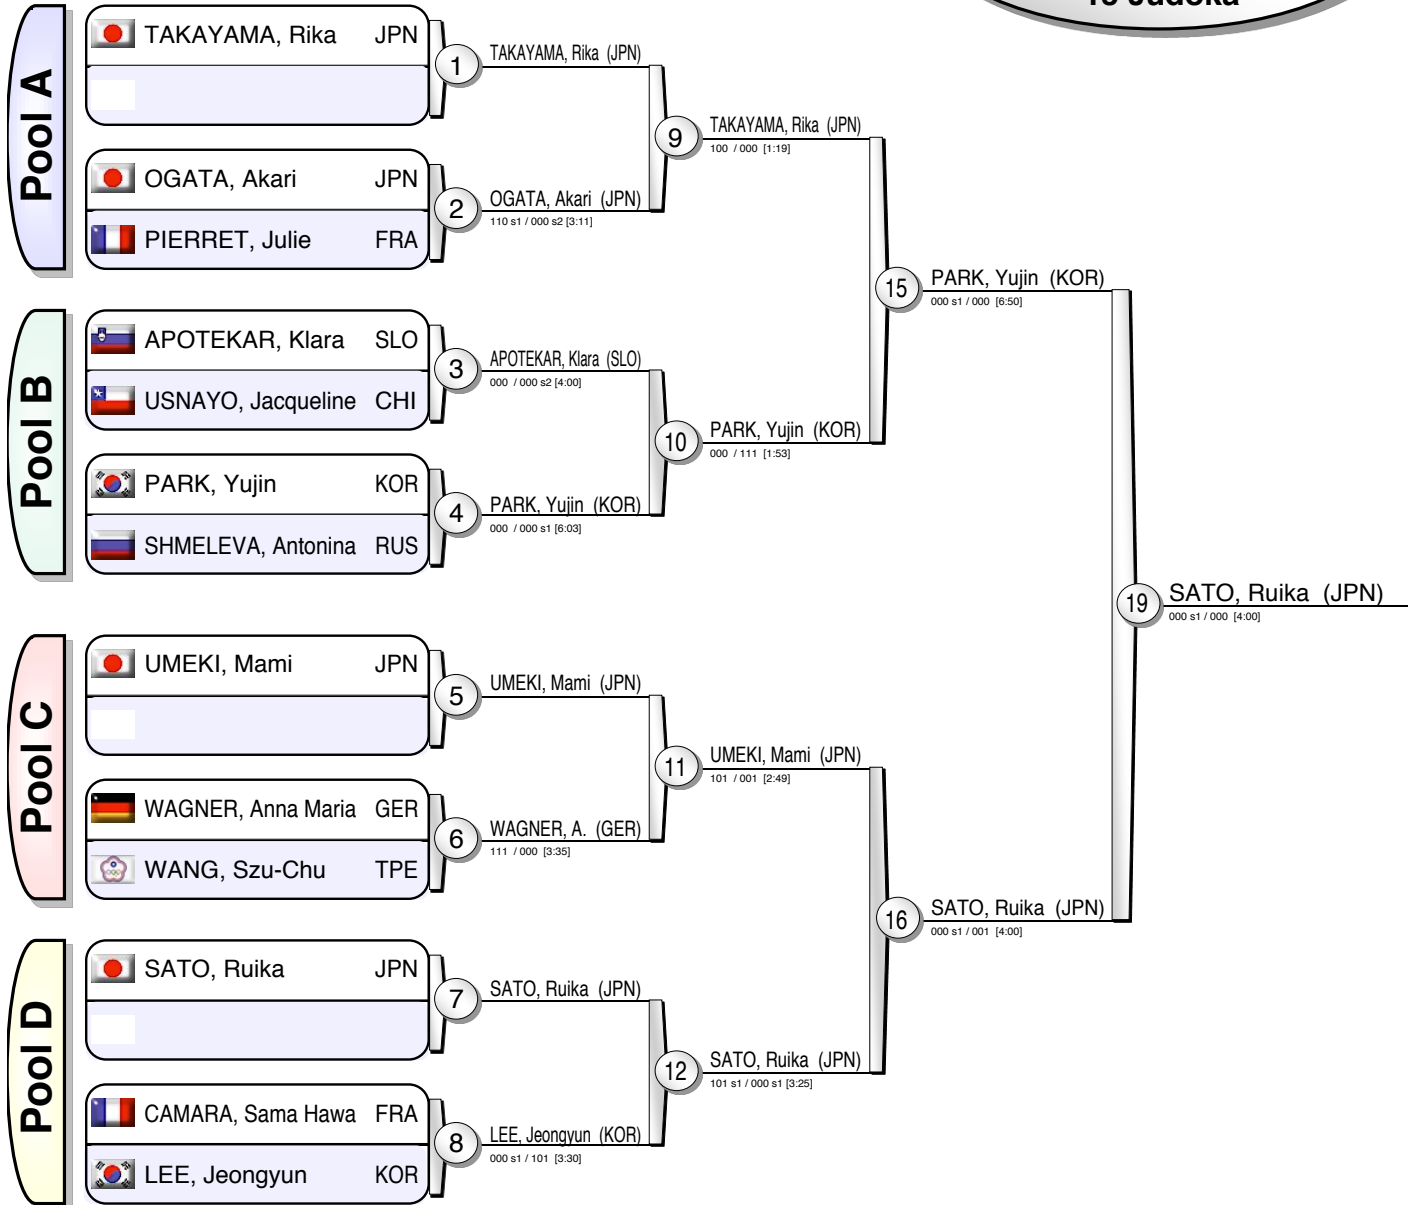 13 Judoka
Pool A
TAKAYAMA, Rika JPN
OGATA, Akari JPN
PIERRET, Julie FRA
Pool B
APOTEKAR, Klara SLO
USNAYO, Jacqueline CHI
PARK, Yujin KOR
SHMELEVA, Antonina RUS
Pool C
UMEKI, Mami JPN
WAGNER, Anna Maria GER
WANG, Szu-Chu TPE
Pool D
SATO, Ruika JPN
CAMARA, Sama Hawa FRA
LEE, Jeongyun KOR
1
TAKAYAMA, Rika (JPN)
2
OGATA, Akari (JPN)
110 s1 / 000 s2 [3:11]
3
APOTEKAR, Klara (SLO)
000 / 000 s2 [4:00]
4
PARK, Yujin (KOR)
000 / 000 s1 [6:03]
5
UMEKI, Mami (JPN)
6
WAGNER, A. (GER)
111 / 000 [3:35]
7
SATO, Ruika (JPN)
8
LEE, Jeongyun (KOR)
000 s1 / 101 [3:30]
9
TAKAYAMA, Rika (JPN)
100 / 000 [1:19]
10
PARK, Yujin (KOR)
000 / 111 [1:53]
11
UMEKI, Mami (JPN)
101 / 001 [2:49]
12
SATO, Ruika (JPN)
101 s1 / 000 s1 [3:25]
15
PARK, Yujin (KOR)
000 s1 / 000 [6:50]
16
SATO, Ruika (JPN)
000 s1 / 001 [4:00]
19
SATO, Ruika (JPN)
000 s1 / 000 [4:00]